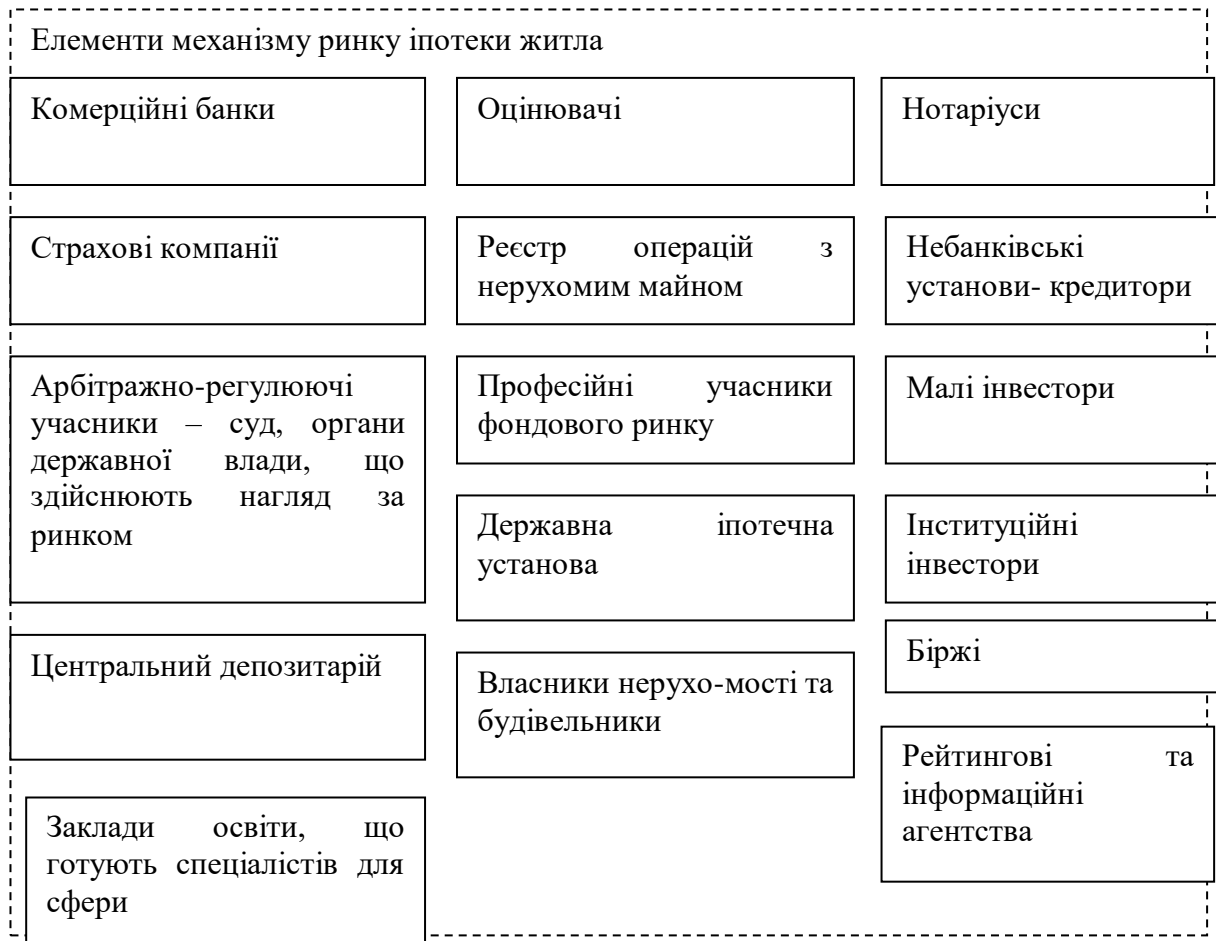 Елементи механізму ринку іпотеки житла
Комерційні банки
Оцінювачі
Нотаріуси
Страхові компанії
Реєстр операцій з
нерухомим майном
Небанківські
установи- кредитори
Арбітражно-регулюючі
учасники – суд, органи
державної влади, що
здійснюють нагляд за
ринком
Професійні учасники
фондового ринку
Малі інвестори
Державна іпотечна
установа
Інституційні
інвестори
Центральний депозитарій
Власники нерухо-мості та
будівельники
Біржі
Рейтингові та
інформаційні
агентства
Заклади освіти, що
готують спеціалістів для
сфери